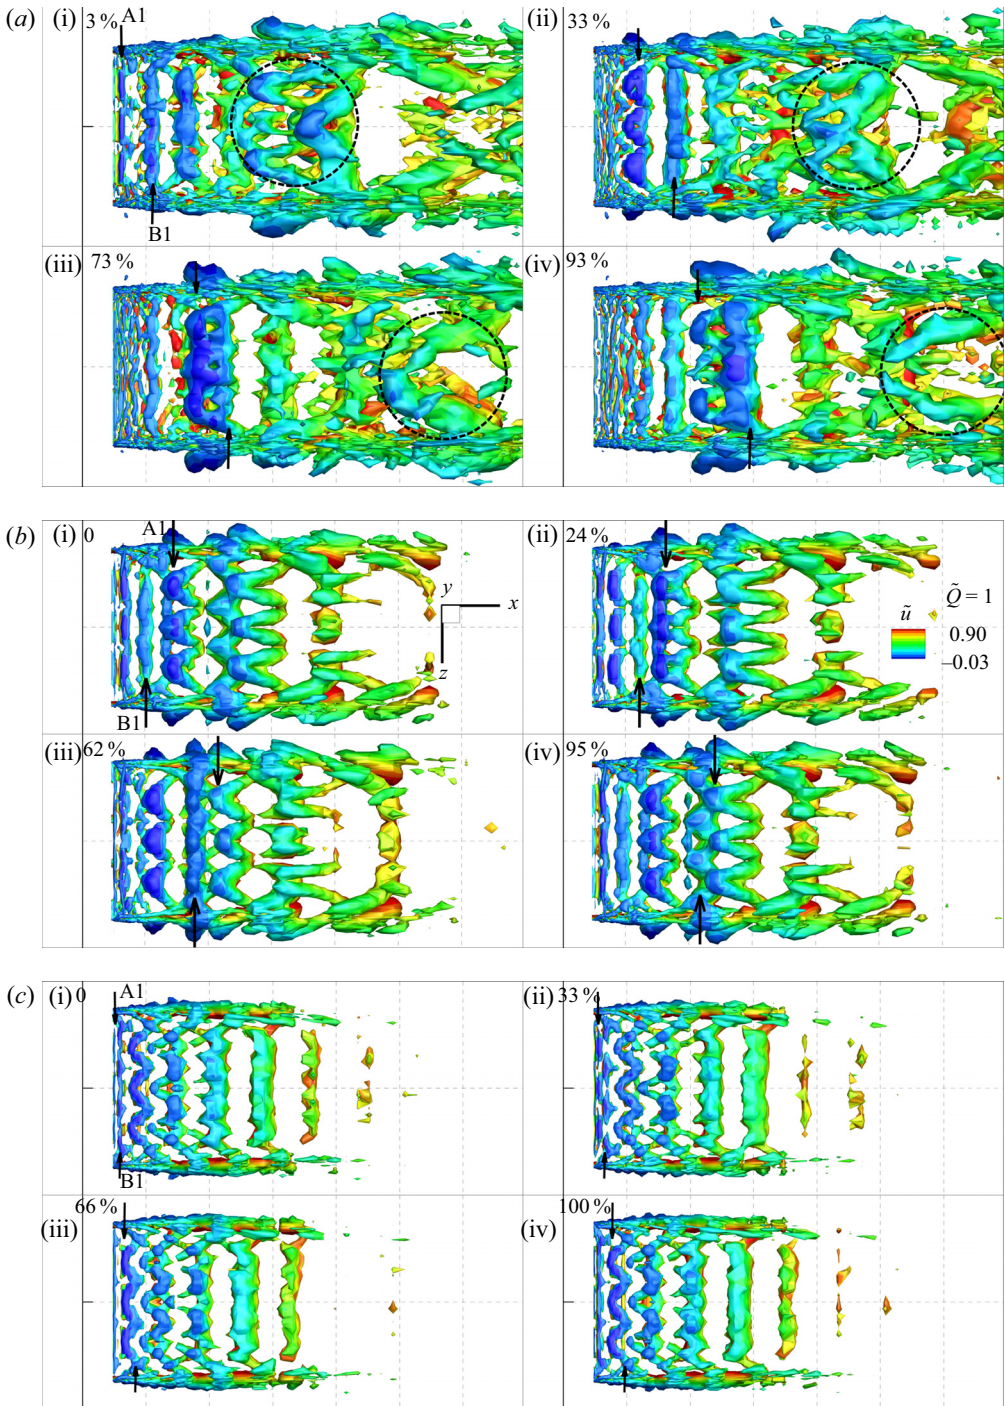 (a) (i) 3 % A1 (ii) 33 %
B1
(iii) 73 % (iv) 93 %
(b) (i) 0 A1 (ii) 24 %
y x z
ũ Q̃ = 1
0.90
–0.03
B1
(iii) 62 % (iv) 95 %
(c) (i) 0 A1 (ii) 33 %
B1
(iii) 66 % (iv) 100 %